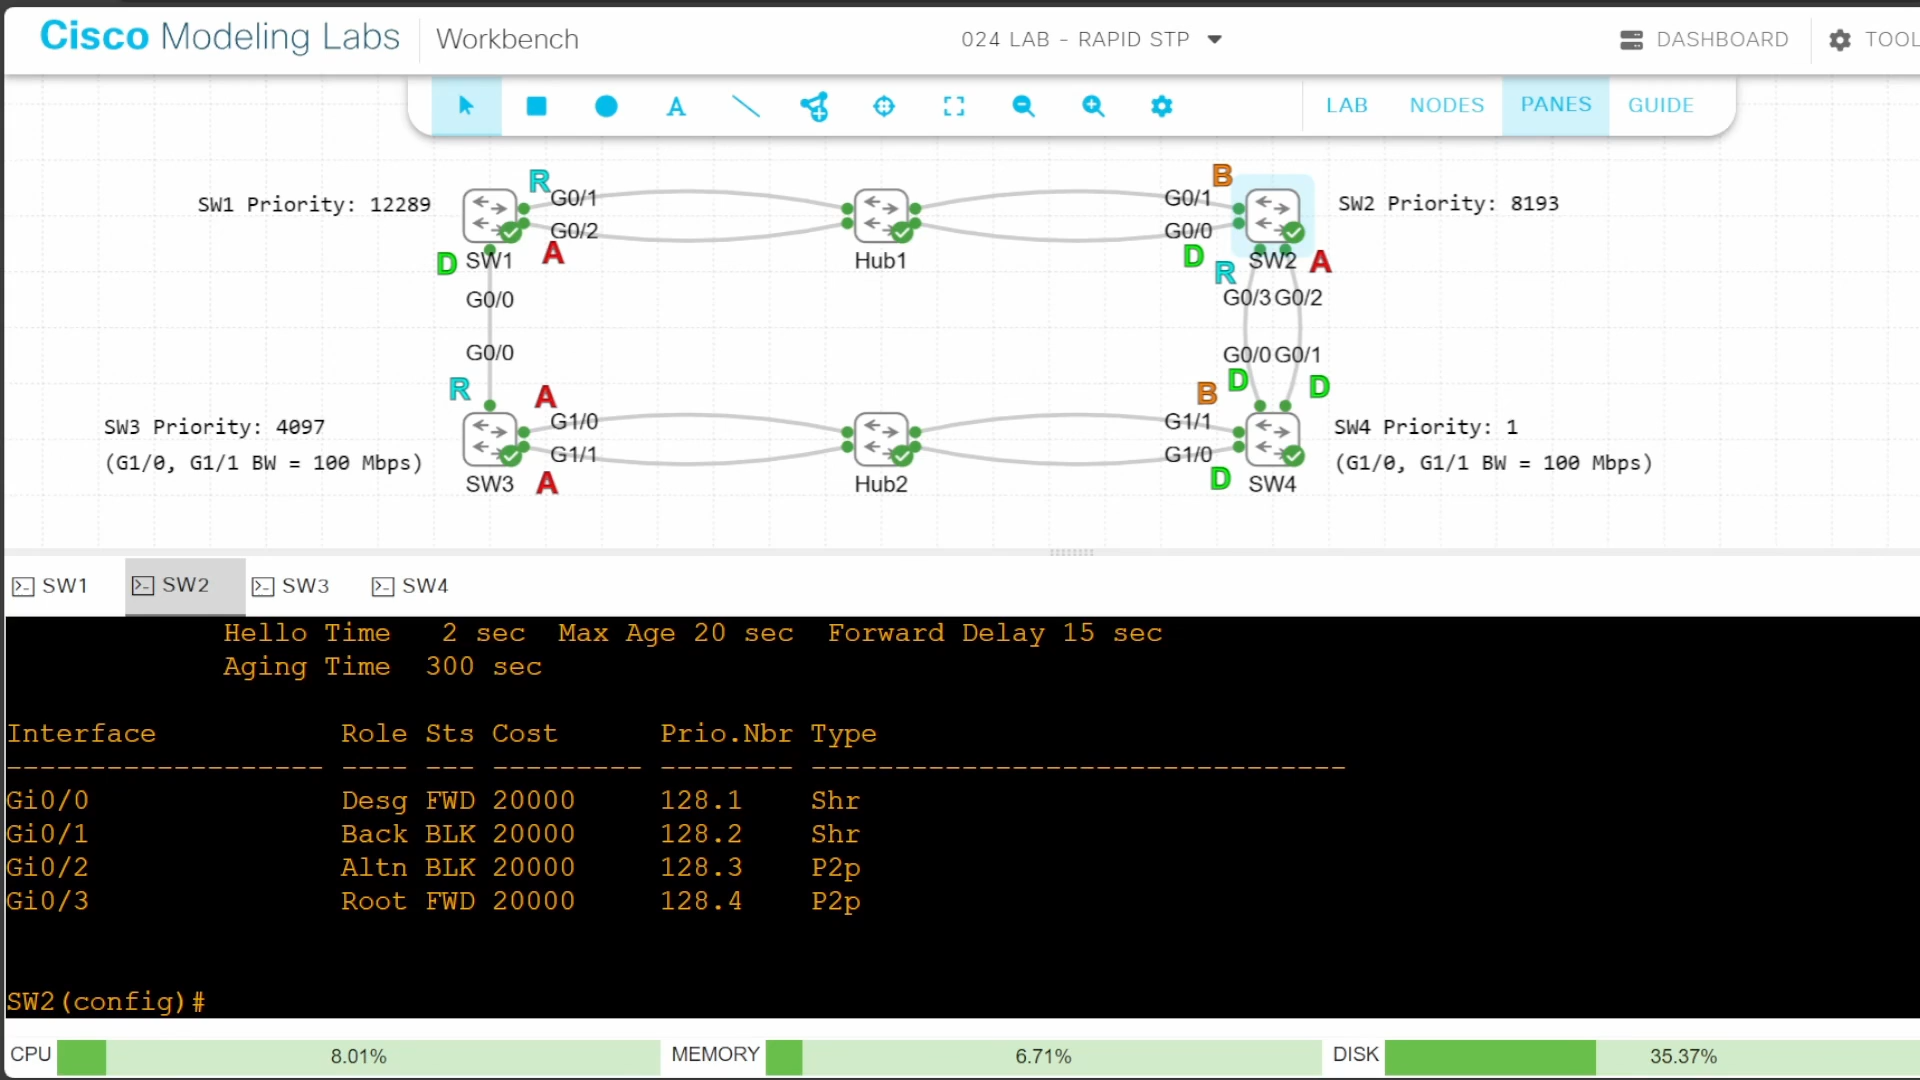 Cisco Modeling Labs Workbench 024 LAB - RAPID STP DASHBOARD TOOL
LAB NODES PANES GUIDE
SW1 Priority: 12289
R
G0/1
G0/2
A
D
SW1
G0/0
Hub1
B
G0/1
G0/0
D
R
SW2
A
G0/3
G0/2
SW2 Priority: 8193
G0/0
R
SW3 Priority: 4097
(G1/0, G1/1 BW = 100 Mbps)
A
G1/0
G1/1
SW3
A
Hub2
G0/0
G0/1
B
D
D
G1/1
G1/0
D
SW4
SW4 Priority: 1
(G1/0, G1/1 BW = 100 Mbps)
SW1 SW2 SW3 SW4
Hello Time 2 sec Max Age 20 sec Forward Delay 15 sec
Aging Time 300 sec
Interface Role Sts Cost Prio.Nbr Type
------------------- ---- --- --------- -------- --------------------------------
Gi0/0 Desg FWD 20000 128.1 Shr
Gi0/1 Back BLK 20000 128.2 Shr
Gi0/2 Altn BLK 20000 128.3 P2p
Gi0/3 Root FWD 20000 128.4 P2p
SW2(config)#
CPU 8.01% MEMORY 6.71% DISK 35.37%